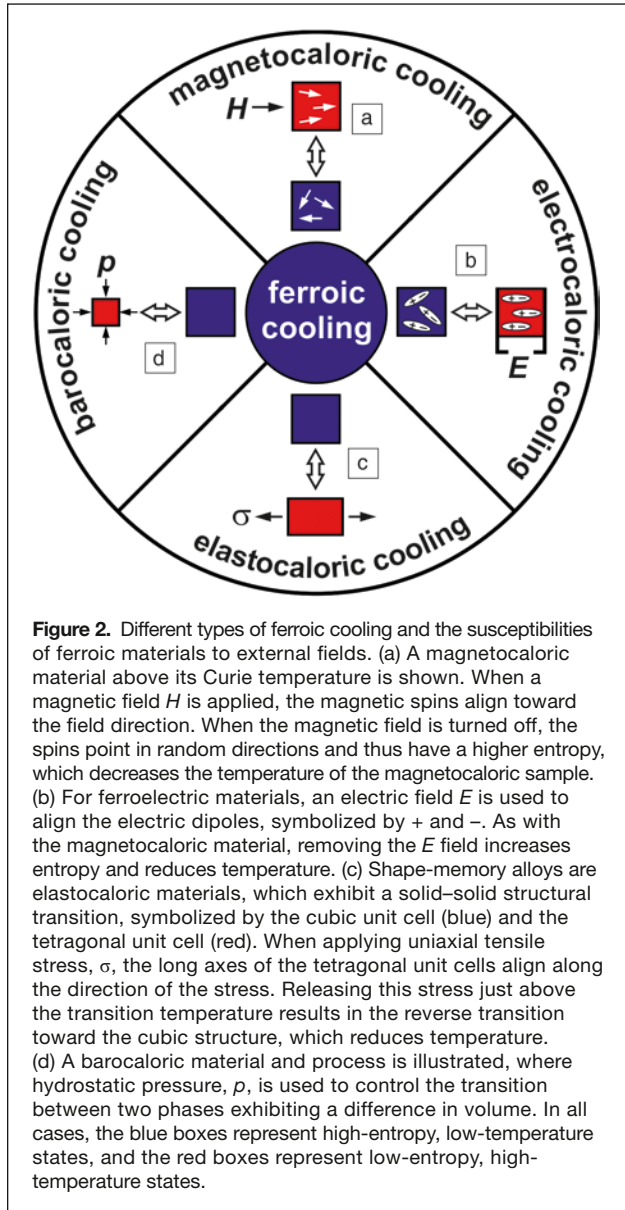 magnetocaloric cooling
H
a
barocaloric cooling
electrocaloric cooling
p
b
ferroic
cooling
d
+ -
+ -
+ -
E
c
σ
elastocaloric cooling
Figure 2. Different types of ferroic cooling and the susceptibilities
of ferroic materials to external fields. (a) A magnetocaloric
material above its Curie temperature is shown. When a
magnetic field H is applied, the magnetic spins align toward
the field direction. When the magnetic field is turned off, the
spins point in random directions and thus have a higher entropy,
which decreases the temperature of the magnetocaloric sample.
(b) For ferroelectric materials, an electric field E is used to
align the electric dipoles, symbolized by + and –. As with
the magnetocaloric material, removing the E field increases
entropy and reduces temperature. (c) Shape-memory alloys are
elastocaloric materials, which exhibit a solid–solid structural
transition, symbolized by the cubic unit cell (blue) and the
tetragonal unit cell (red). When applying uniaxial tensile
stress, σ, the long axes of the tetragonal unit cells align along
the direction of the stress. Releasing this stress just above
the transition temperature results in the reverse transition
toward the cubic structure, which reduces temperature.
(d) A barocaloric material and process is illustrated, where
hydrostatic pressure, p, is used to control the transition
between two phases exhibiting a difference in volume. In all
cases, the blue boxes represent high-entropy, low-temperature
states, and the red boxes represent low-entropy, high-
temperature states.